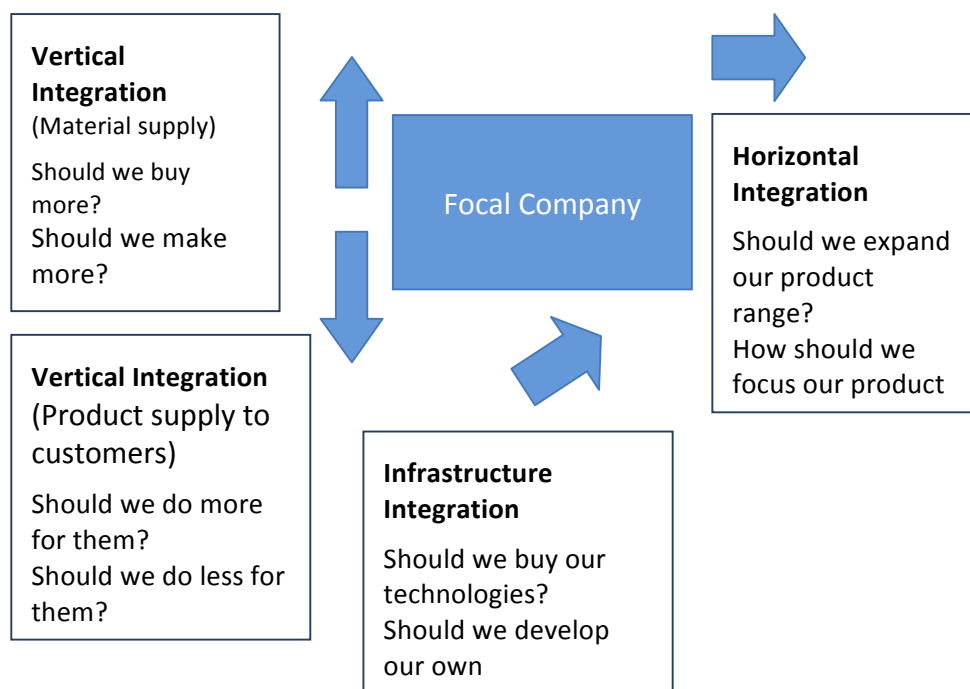 Vertical
Integration
(Material supply)
Should we buy
more?
Should we make
more?
Focal Company
Horizontal
Integration
Should we expand
our product
range?
How should we
focus our product
Vertical Integration
(Product supply to
customers)
Should we do more
for them?
Should we do less for
them?
Infrastructure
Integration
Should we buy our
technologies?
Should we develop
our own